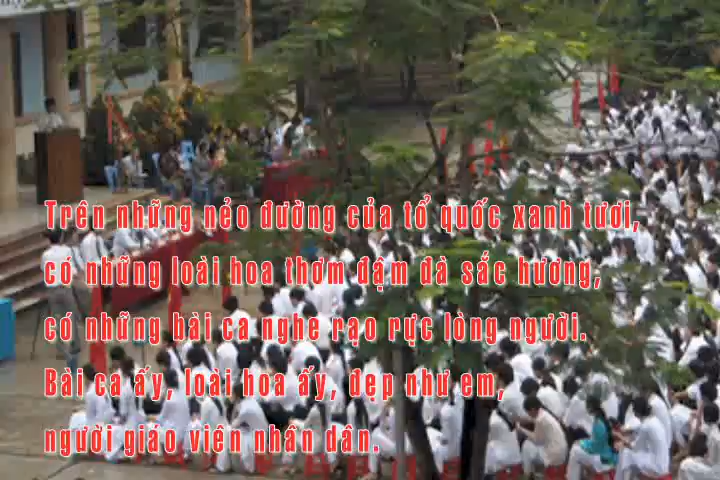 Trên những nẻo đường của tổ quốc xanh tươi,
có những loài hoa thơm đậm đà sắc hương,
có những bài ca nghe rạo rực lòng người.
Bài ca ấy, loài hoa ấy, đẹp như em,
người giáo viên nhân dân.